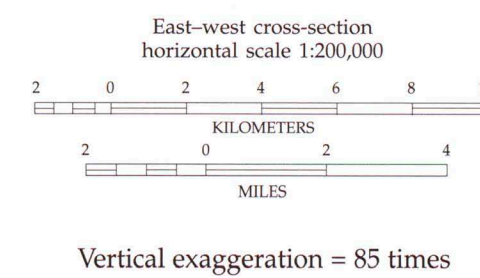 East–west cross-section
horizontal scale 1:200,000
2 0 2 4 6 8
KILOMETERS
2 0 2 4
MILES
Vertical exaggeration = 85 times